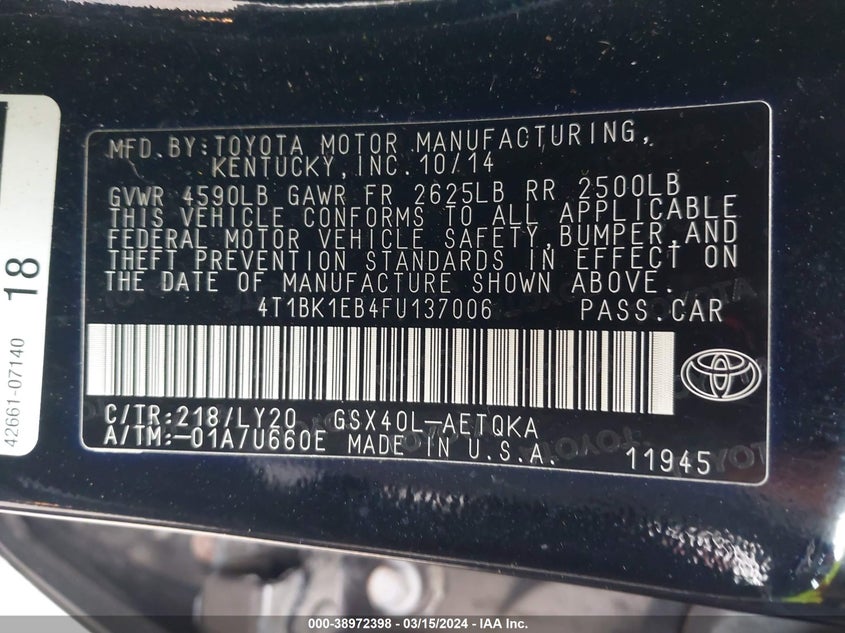 MFD.BY:TOYOTA MOTOR MANUFACTURING,
KENTUCKY,INC.10/14
GVWR 4590LB GAWR FR 2625LB RR 2500LB
THIS VEHICLE CONFORMS TO ALL APPLICABLE
FEDERAL MOTOR VEHICLE SAFETY,BUMPER,AND
THEFT PREVENTION STANDARDS IN EFFECT ON
THE DATE OF MANUFACTURE SHOWN ABOVE.
4T1BK1EB4FU137006 PASS.CAR
C/TR:218/LY20 GSX40L-AETQKA
A/TM:-01A/U660E MADE IN U.S.A. 11945
18
42661-07140
000-38972398 - 03/15/2024 - IAA Inc.